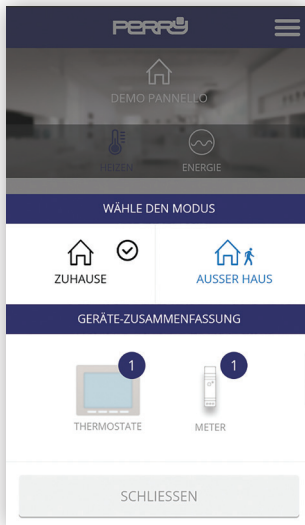 PERRY
DEMO PANNELLO
HEIZEN ENERGIE
WÄHLE DEN MODUS
ZUHAUSE AUSSER HAUS
GERÄTE-ZUSAMMENFASSUNG
1 1
THERMOSTATE METER
SCHLIESSEN